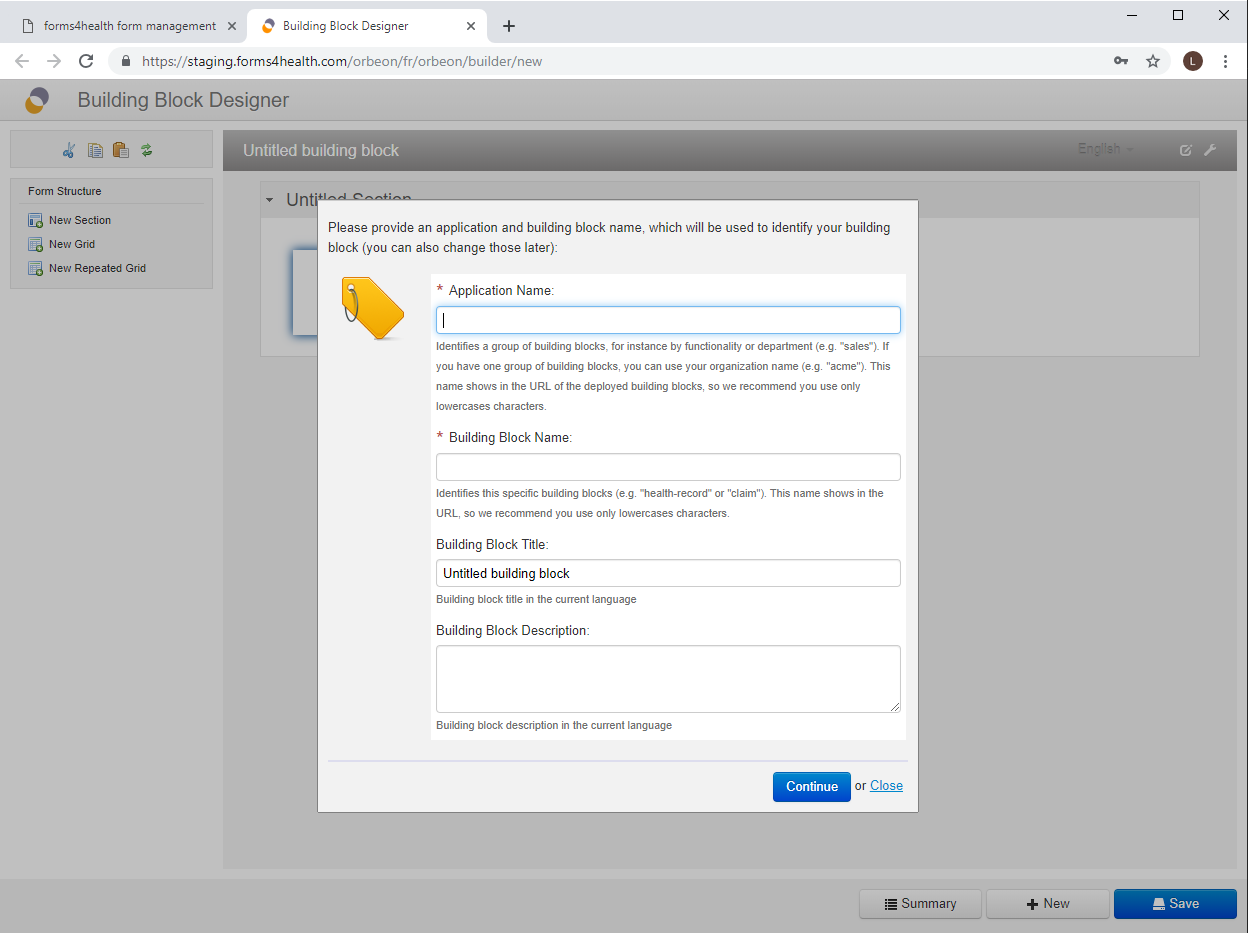 forms4health form management
Building Block Designer
https://staging.forms4health.com/orbeon/fr/orbeon/builder/new
L
Building Block Designer
Untitled building block
English
Form Structure
New Section
New Grid
New Repeated Grid
Untitled Section
Please provide an application and building block name, which will be used to identify your building
block (you can also change those later):
* Application Name:
Identifies a group of building blocks, for instance by functionality or department (e.g. "sales"). If
you have one group of building blocks, you can use your organization name (e.g. "acme"). This
name shows in the URL of the deployed building blocks, so we recommend you use only
lowercases characters.
* Building Block Name:
Identifies this specific building blocks (e.g. "health-record" or "claim"). This name shows in the
URL, so we recommend you use only lowercases characters.
Building Block Title:
Untitled building block
Building block title in the current language
Building Block Description:
Building block description in the current language
Continue or Close
Summary
New
Save